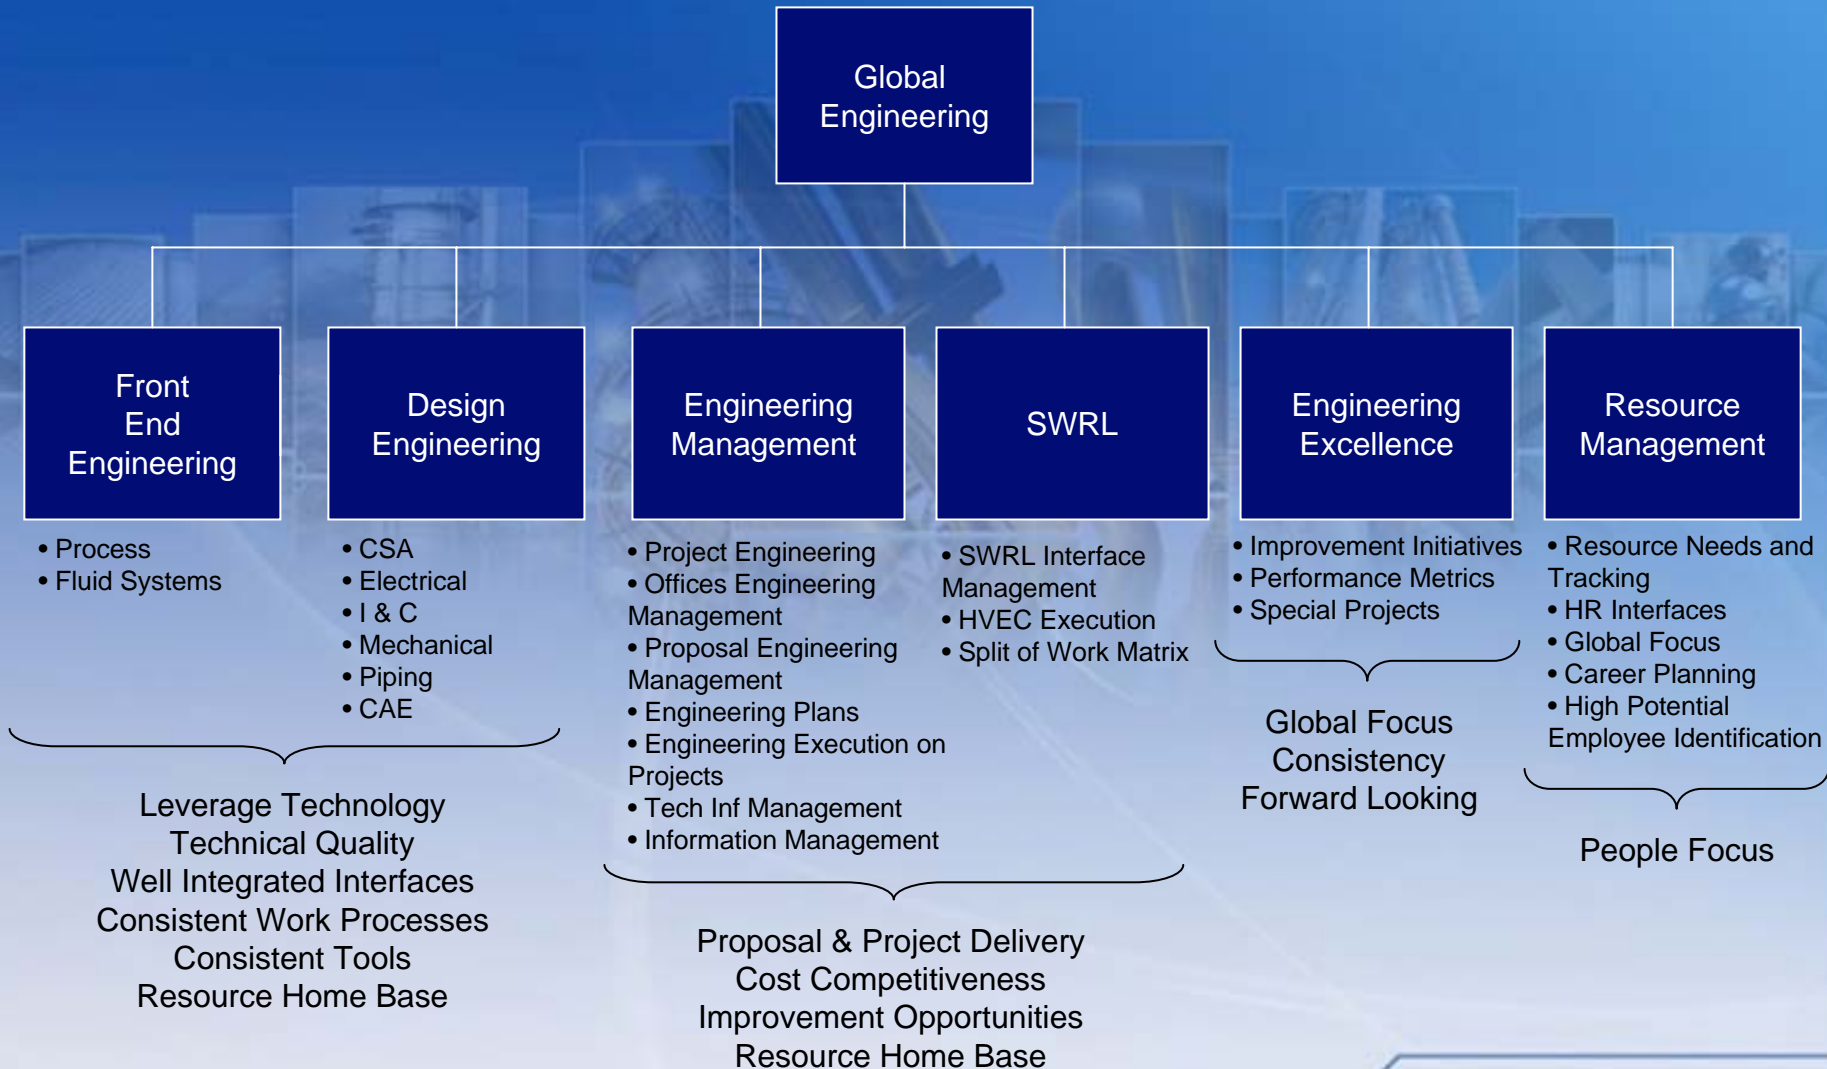 Global
Engineering
Front
End
Engineering
Design
Engineering
Engineering
Management
SWRL
Engineering
Excellence
Resource
Management
• Process
• Fluid Systems
• CSA
• Electrical
• I & C
• Mechanical
• Piping
• CAE
Leverage Technology
Technical Quality
Well Integrated Interfaces
Consistent Work Processes
Consistent Tools
Resource Home Base
• Project Engineering
• Offices Engineering
Management
• Proposal Engineering
Management
• Engineering Plans
• Engineering Execution on
Projects
• Tech Inf Management
• Information Management
• SWRL Interface
Management
• HVEC Execution
• Split of Work Matrix
Proposal & Project Delivery
Cost Competitiveness
Improvement Opportunities
Resource Home Base
• Improvement Initiatives
• Performance Metrics
• Special Projects
Global Focus
Consistency
Forward Looking
• Resource Needs and
Tracking
• HR Interfaces
• Global Focus
• Career Planning
• High Potential
Employee Identification
People Focus